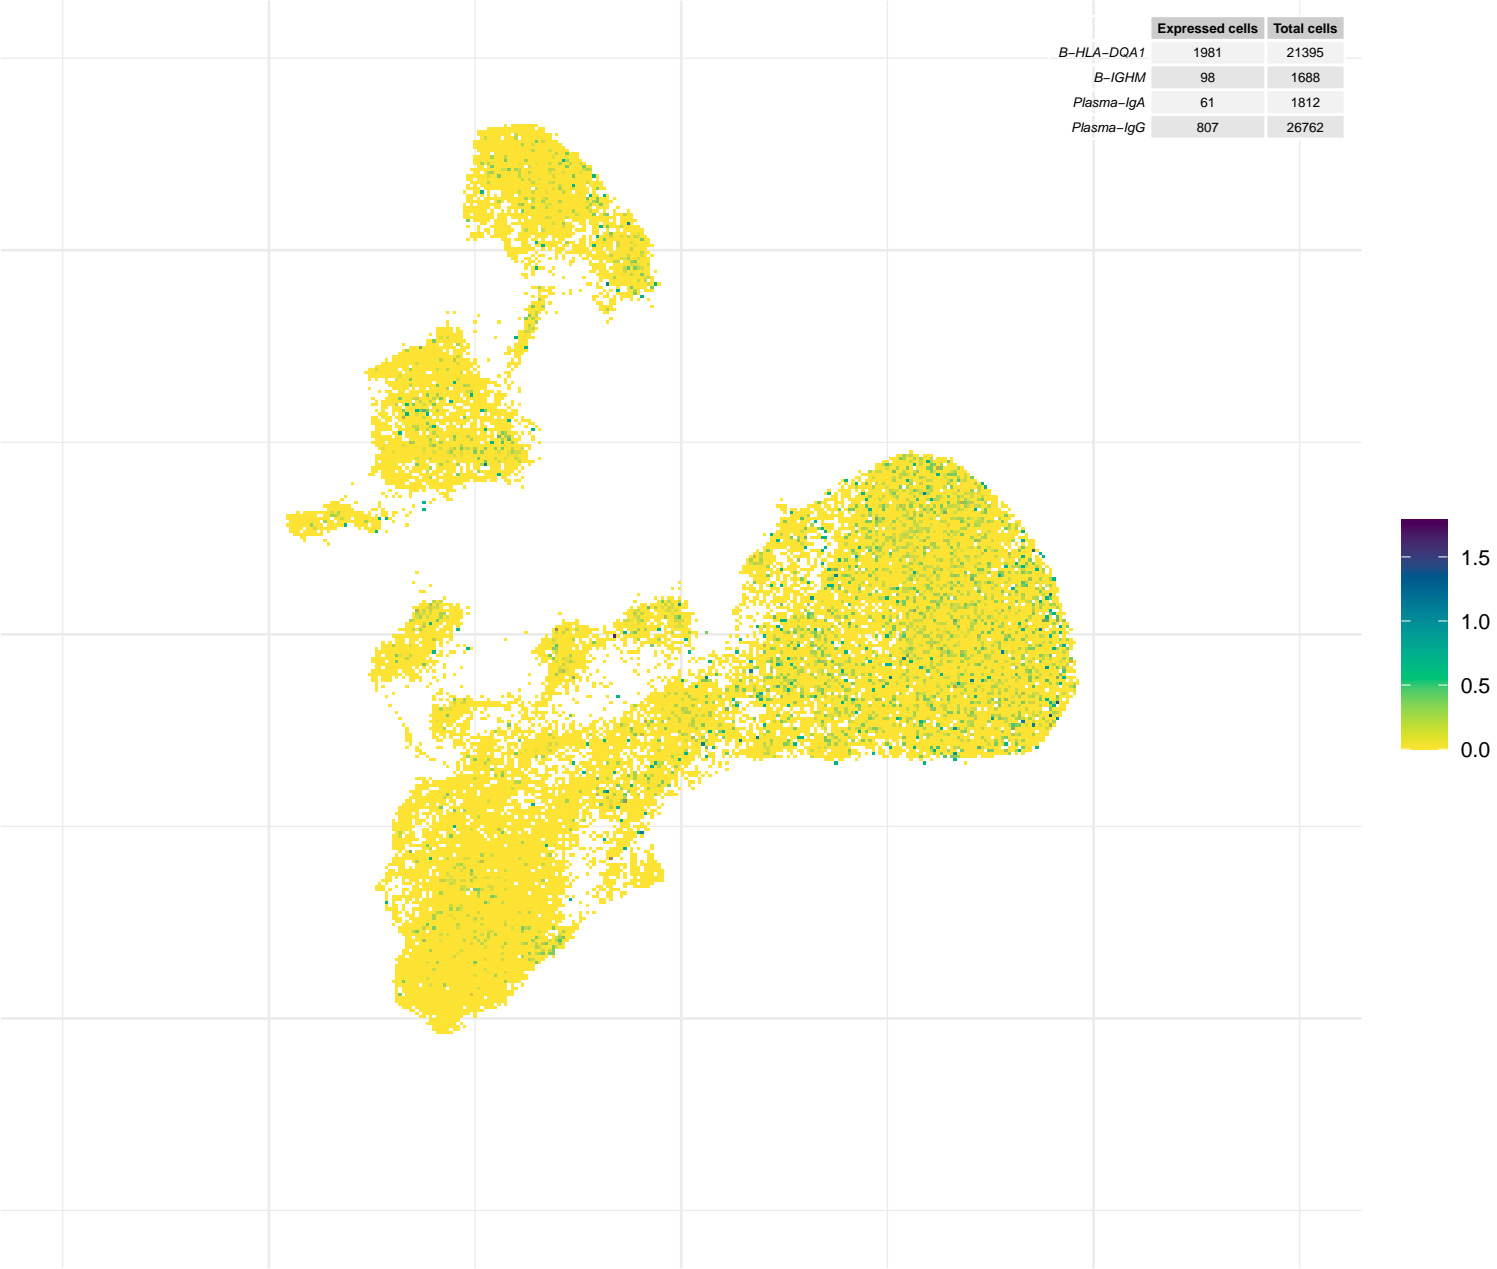 Expressed cells Total cells
B−HLA−DQA1 1981 21395
B−IGHM 98 1688
Plasma−IgA 61 1812
Plasma−IgG 807 26762
1.5
1.0
0.5
0.0